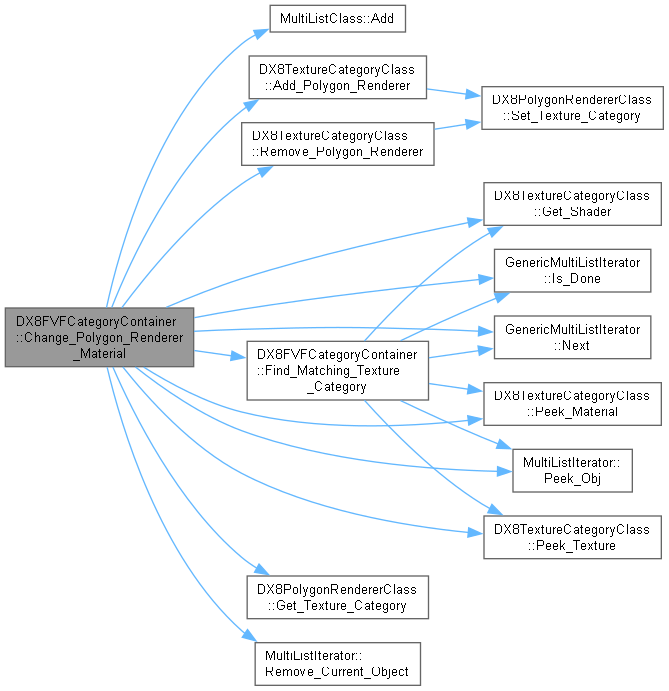 MultiListClass::Add
DX8TextureCategoryClass
::Add_Polygon_Renderer
DX8PolygonRendererClass
::Set_Texture_Category
DX8TextureCategoryClass
::Remove_Polygon_Renderer
DX8TextureCategoryClass
::Get_Shader
GenericMultiListIterator
::Is_Done
DX8FVFCategoryContainer
::Change_Polygon_Renderer
_Material
GenericMultiListIterator
::Next
DX8FVFCategoryContainer
::Find_Matching_Texture
_Category
DX8TextureCategoryClass
::Peek_Material
MultiListIterator::
Peek_Obj
DX8TextureCategoryClass
::Peek_Texture
DX8PolygonRendererClass
::Get_Texture_Category
MultiListIterator::
Remove_Current_Object